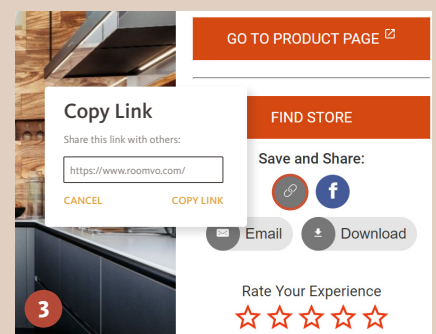 GO TO PRODUCT PAGE
Copy Link
Share this link with others:
https://www.roomvo.com/
CANCEL
COPY LINK
FIND STORE
Save and Share:
f
Email
Download
Rate Your Experience
3